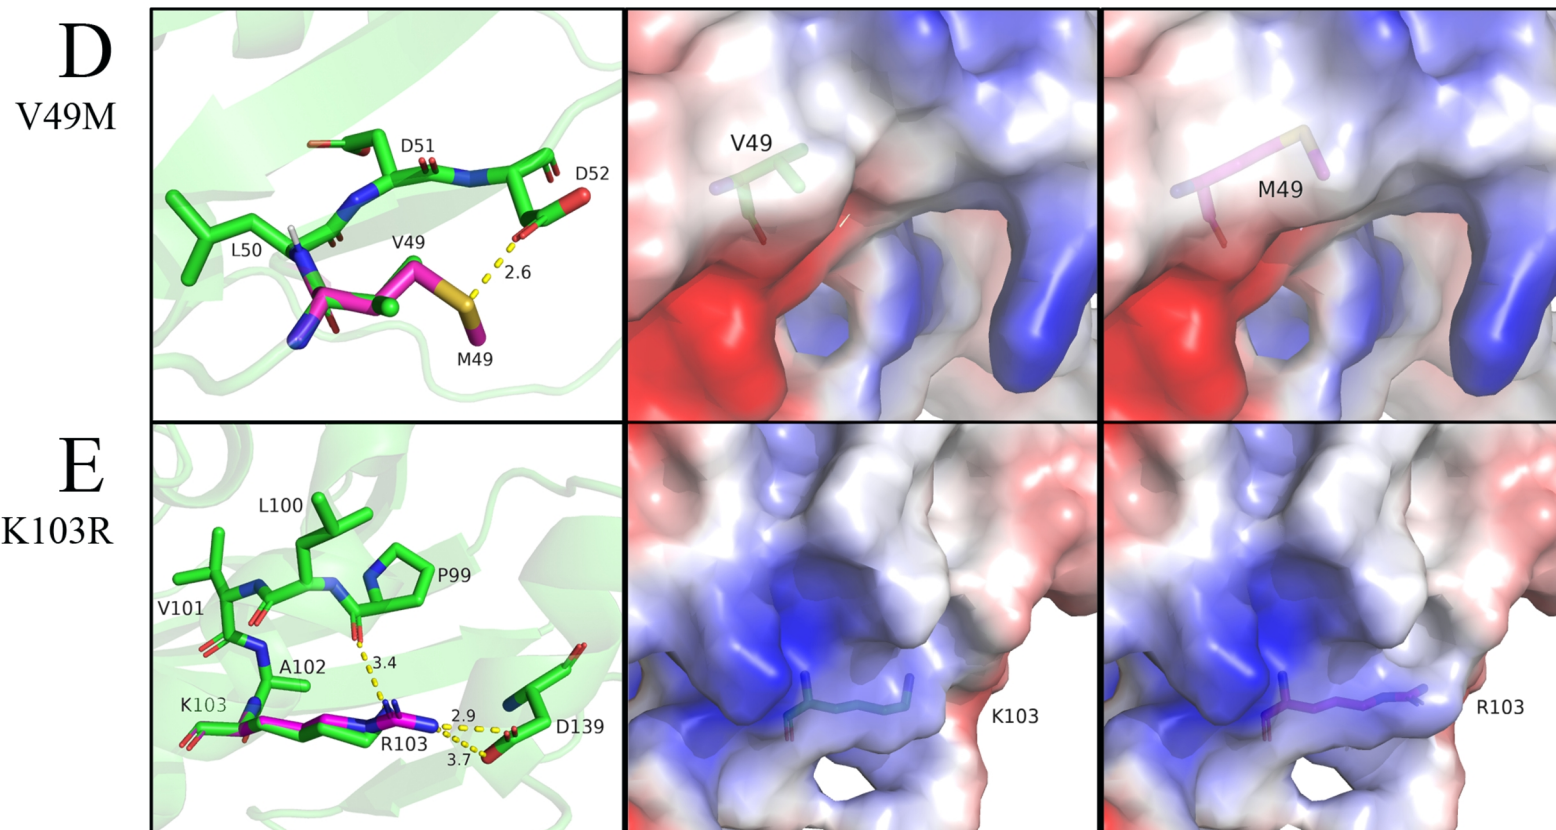 D
V49M
D51
D52
L50
V49
2.6
M49
V49
M49
E
K103R
L100
P99
V101
3.4
A102
K103
2.9
R103
D139
3.7
K103
R103